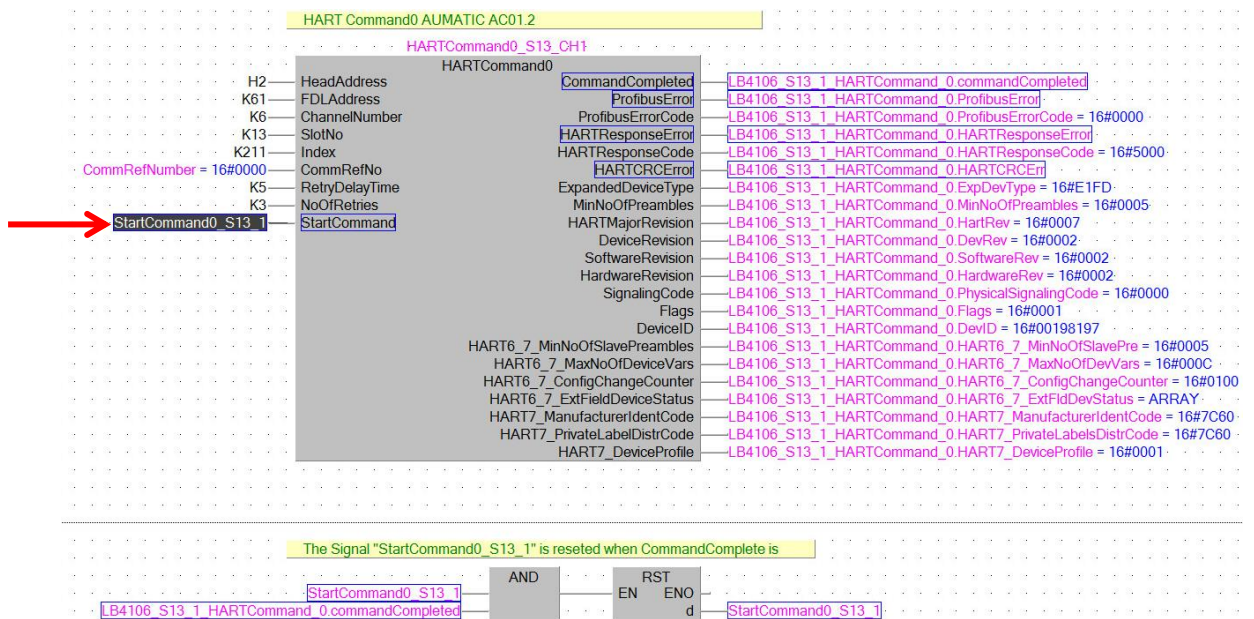 HART Command0 AUMATIC AC01.2
HARTCommand0_S13_CH1
HARTCommand0
H2 HeadAddress CommandCompleted LB4106_S13_1_HARTCommand_0.commandCompleted
K61 FDLAddress ProfibusError LB4106_S13_1_HARTCommand_0.ProfibusError
K6 ChannelNumber ProfibusErrorCode LB4106_S13_1_HARTCommand_0.ProfibusErrorCode = 16#0000
K13 SlotNo HARTResponseError LB4106_S13_1_HARTCommand_0.HARTResponseError
K211 Index HARTResponseCode LB4106_S13_1_HARTCommand_0.HARTResponseCode = 16#5000
CommRefNumber = 16#0000 CommRefNo HARTCRCError LB4106_S13_1_HARTCommand_0.HARTCRCErr
K5 RetryDelayTime ExpandedDeviceType LB4106_S13_1_HARTCommand_0.ExpDevType = 16#E1FD
K3 NoOfRetries MinNoOfPreambles LB4106_S13_1_HARTCommand_0.MinNoOfPreambles = 16#0005
StartCommand0_S13_1 StartCommand HARTMajorRevision LB4106_S13_1_HARTCommand_0.HartRev = 16#0007
DeviceRevision LB4106_S13_1_HARTCommand_0.DevRev = 16#0002
SoftwareRevision LB4106_S13_1_HARTCommand_0.SoftwareRev = 16#0002
HardwareRevision LB4106_S13_1_HARTCommand_0.HardwareRev = 16#0002
SignalingCode LB4106_S13_1_HARTCommand_0.PhysicalSignalingCode = 16#0000
Flags LB4106_S13_1_HARTCommand_0.Flags = 16#0001
DeviceID LB4106_S13_1_HARTCommand_0.DevID = 16#00198197
HART6_7_MinNoOfSlavePreambles LB4106_S13_1_HARTCommand_0.HART6_7_MinNoOfSlavePre = 16#0005
HART6_7_MaxNoOfDeviceVars LB4106_S13_1_HARTCommand_0.HART6_7_MaxNoOfDevVars = 16#000C
HART6_7_ConfigChangeCounter LB4106_S13_1_HARTCommand_0.HART6_7_ConfigChangeCounter = 16#0100
HART6_7_ExtFieldDeviceStatus LB4106_S13_1_HARTCommand_0.HART6_7_ExtFldDevStatus = ARRAY
HART7_ManufacturerIdentCode LB4106_S13_1_HARTCommand_0.HART7_ManufacturerIdentCode = 16#7C60
HART7_PrivateLabelDistrCode LB4106_S13_1_HARTCommand_0.HART7_PrivateLabelsDistrCode = 16#7C60
HART7_DeviceProfile LB4106_S13_1_HARTCommand_0.HART7_DeviceProfile = 16#0001
The Signal "StartCommand0_S13_1" is reseted when CommandComplete is
AND RST
StartCommand0_S13_1 EN ENO
LB4106_S13_1_HARTCommand_0.commandCompleted d StartCommand0_S13_1